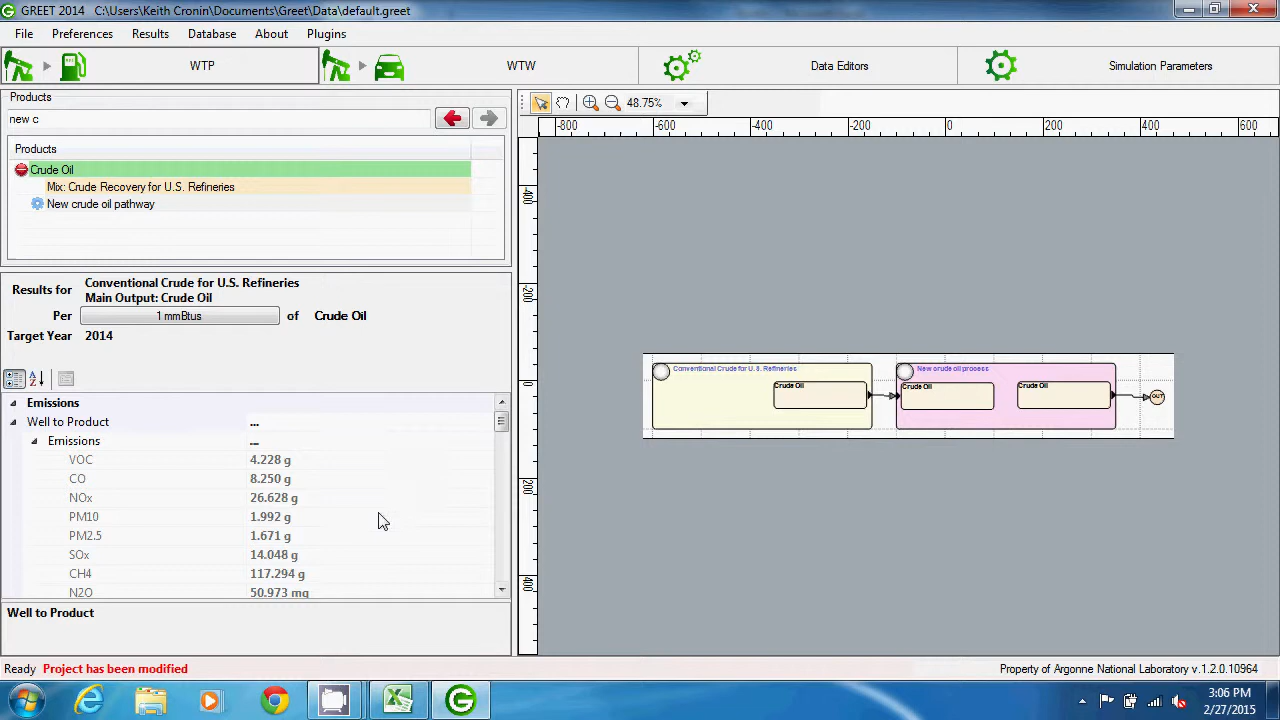 GREET 2014 C:\Users\Keith Cronin\Documents\Greet\Data\default.greet
File Preferences Results Database About Plugins
WTP WTW Data Editors Simulation Parameters
Products
new c
48.75%
Products
Crude Oil
Mix: Crude Recovery for U.S. Refineries
New crude oil pathway
-800 -600 -400 -200 0 200 400 600
-400
-200
0
200
400
Results for Conventional Crude for U.S. Refineries
Main Output: Crude Oil
Per 1 mmBtus of Crude Oil
Target Year 2014
Conventional Crude for U. S. Refineries
Crude Oil
New crude oil process
Crude Oil Crude Oil
OUT
Emissions
Well to Product ...
Emissions ...
VOC 4.228 g
CO 8.250 g
NOx 26.628 g
PM10 1.992 g
PM2.5 1.671 g
SOx 14.048 g
CH4 117.294 g
N2O 50.973 mg
Well to Product
Ready Project has been modified
Property of Argonne National Laboratory v.1.2.0.10964
3:06 PM
2/27/2015